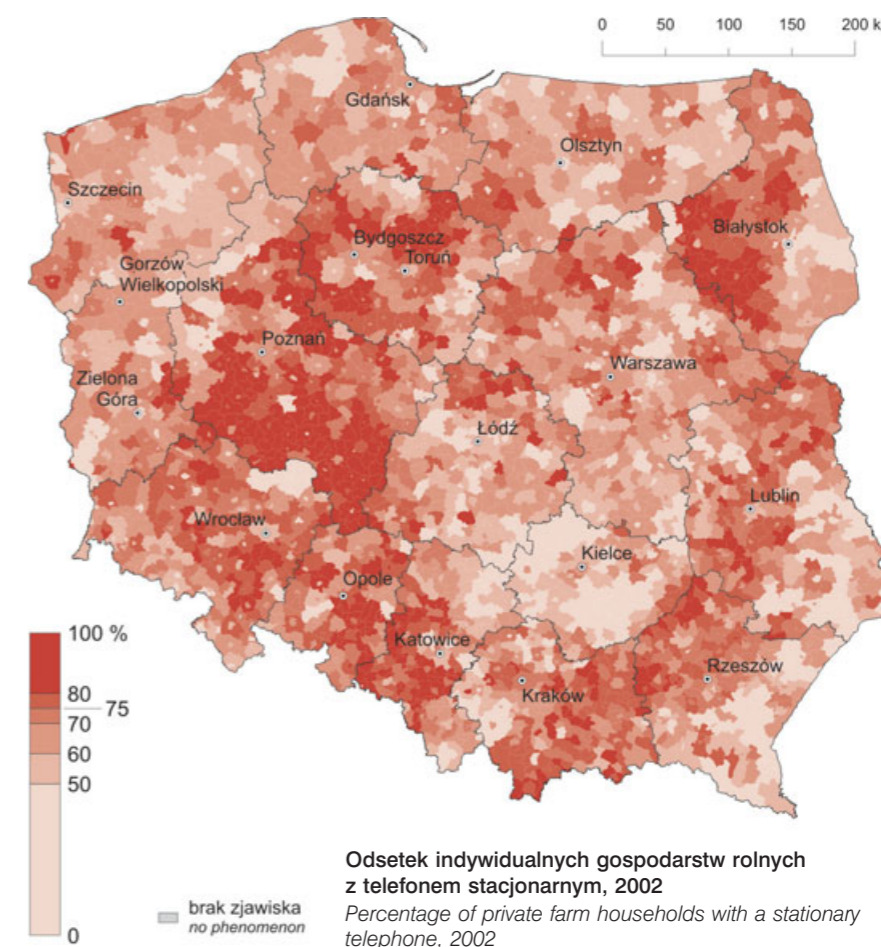 0 50 100 150 200 k
Gdańsk
Olsztyn
Szczecin
Białystok
Bydgoszcz
Toruń
Gorzów
Wielkopolski
Poznań
Warszawa
Zielona
Góra
Łódź
Lublin
Wrocław
Kielce
Opole
Katowice
Rzeszów
Kraków
100 %
80
75
70
60
50
0
brak zjawiska
no phenomenon
Odsetek indywidualnych gospodarstw rolnych
z telefonem stacjonarnym, 2002
Percentage of private farm households with a stationary
telephone, 2002